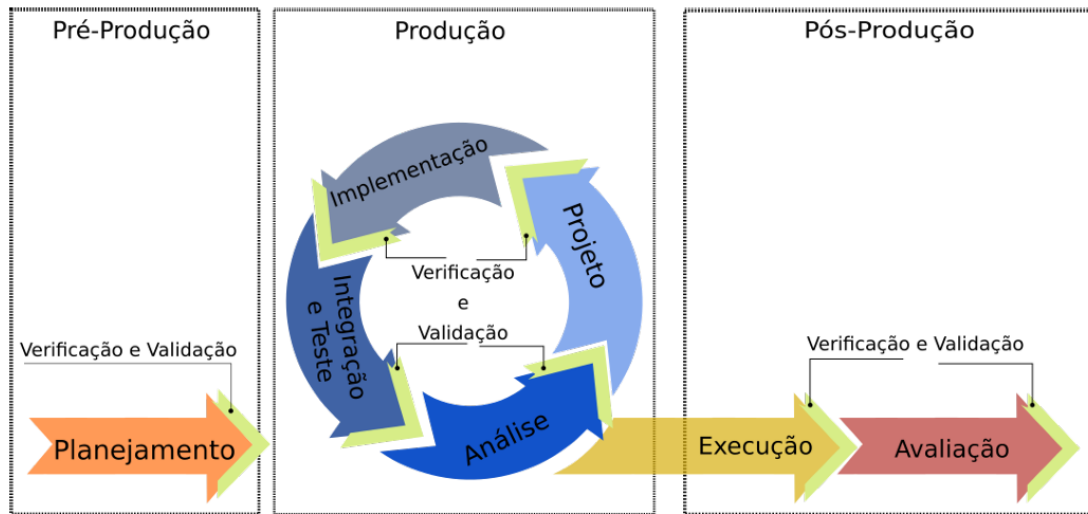 Pré-Produção
Produção
Pós-Produção
Implementação
Projeto
Verificação
e
Validação
Integração
e Teste
Análise
Verificação e Validação
Planejamento
Verificação e Validação
Execução
Avaliação